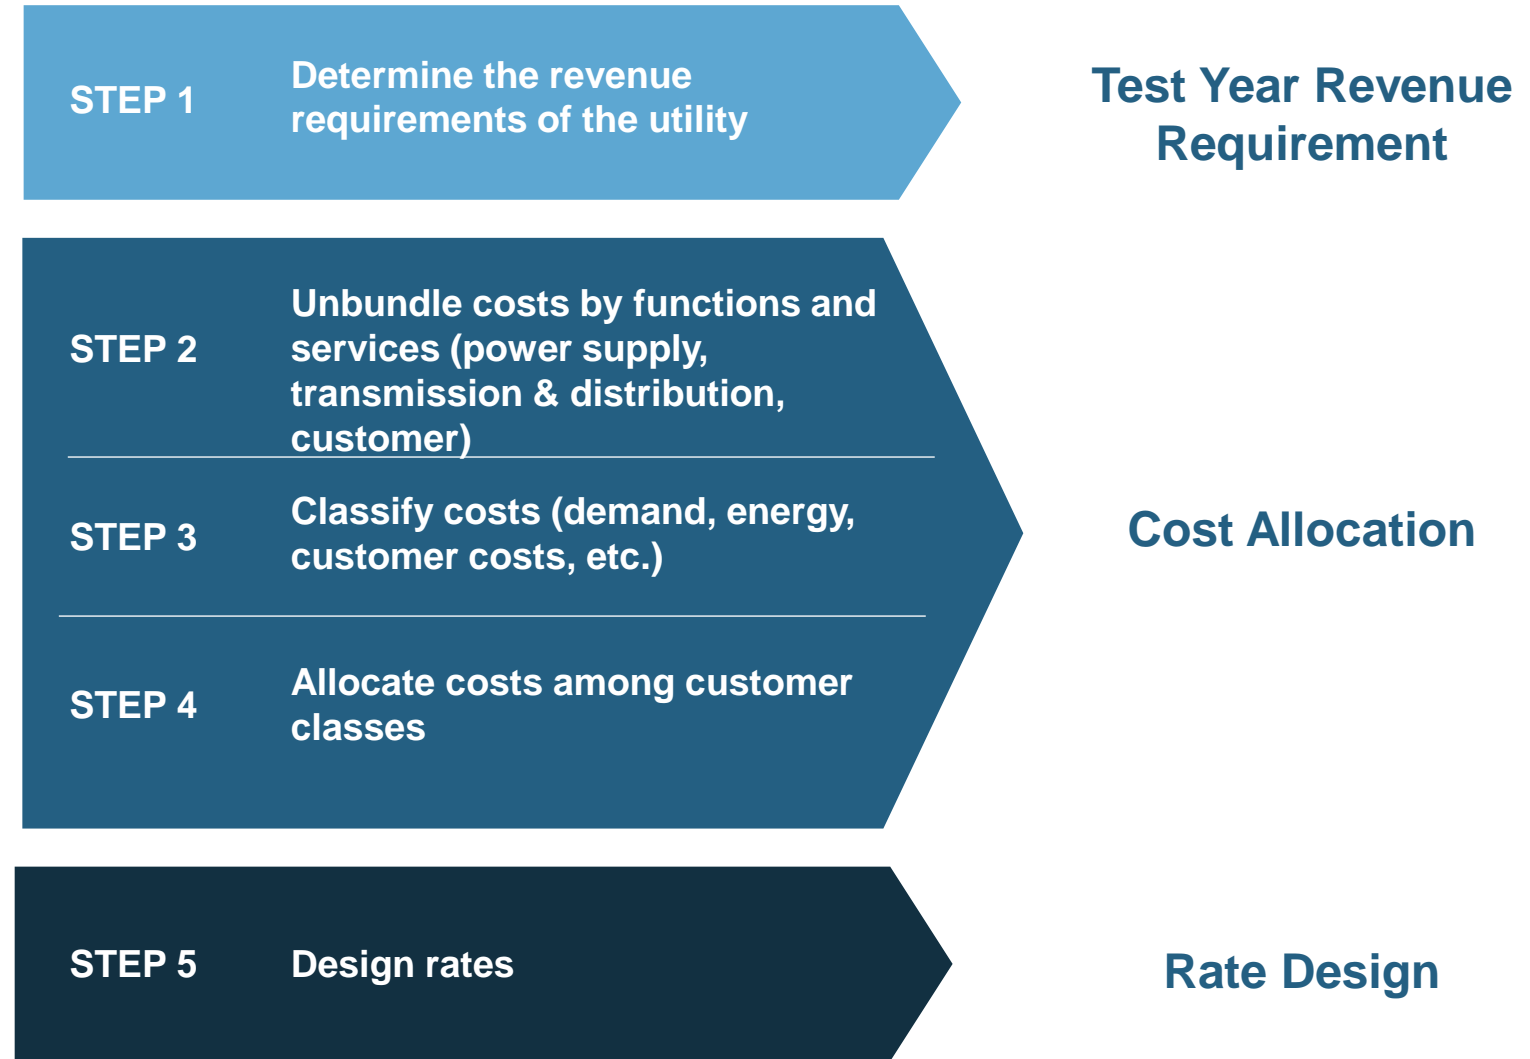 STEP 1
Determine the revenue
requirements of the utility
Test Year Revenue
Requirement
STEP 2
Unbundle costs by functions and
services (power supply,
transmission & distribution,
customer)
STEP 3
Classify costs (demand, energy,
customer costs, etc.)
STEP 4
Allocate costs among customer
classes
Cost Allocation
STEP 5
Design rates
Rate Design